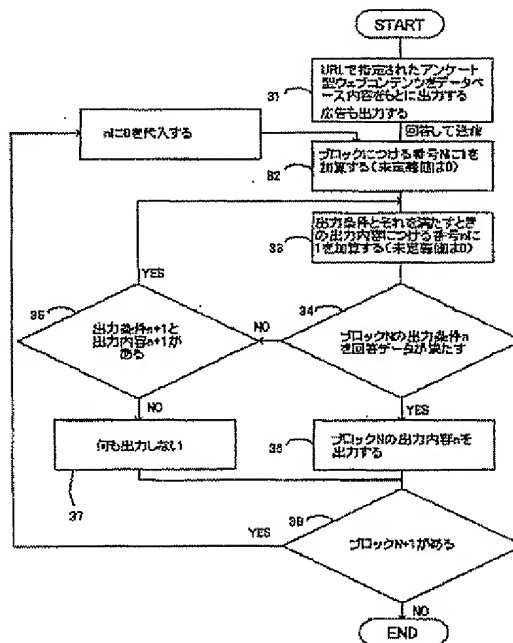 START
31
URLで指定されたアンケート
型ウェブコンテンツをデータベ
ース内容をもとに出力する
広告も出力する
回答して送信
nに0を代入する
32
ブロックにつける番号Nに1を
加算する(未定義値は0)
33
出力条件とそれを満たすとき
の出力内容につける番号nに
1を加算する(未定義値は0)
YES
34
ブロックNの出力条件n
を回答データが満たす
NO
出力条件n+1と
出力内容n+1が
ある
YES
NO
ブロックNの出力内容nを
出力する
何も出力しない
37
YES
ブロックN+1がある
NO
END